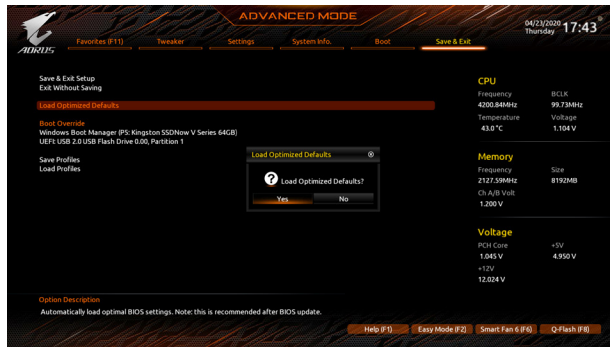 ADVANCED MODE
04/23/2020
Thursday
17:43
AORUS
Favorites (F11) Tweaker Settings System Info. Boot Save & Exit
Save & Exit Setup
Exit Without Saving
Load Optimized Defaults
Boot Override
Windows Boot Manager (P5: Kingston SSDNow V Series 64GB)
UEFI: USB 2.0 USB Flash Drive 0.00, Partition 1
Save Profiles
Load Profiles
Load Optimized Defaults
Load Optimized Defaults?
Yes No
CPU
Frequency BCLK
4200.84MHz 99.73MHz
Temperature Voltage
43.0 °C 1.104 V
Memory
Frequency Size
2127.59MHz 8192MB
Ch A/B Volt
1.200 V
Voltage
PCH Core +5V
1.045 V 4.950 V
+12V
12.024 V
Option Description
Automatically load optimal BIOS settings. Note: this is recommended after BIOS update.
Help (F1) Easy Mode (F2) Smart Fan 6 (F6) Q-Flash (F8)